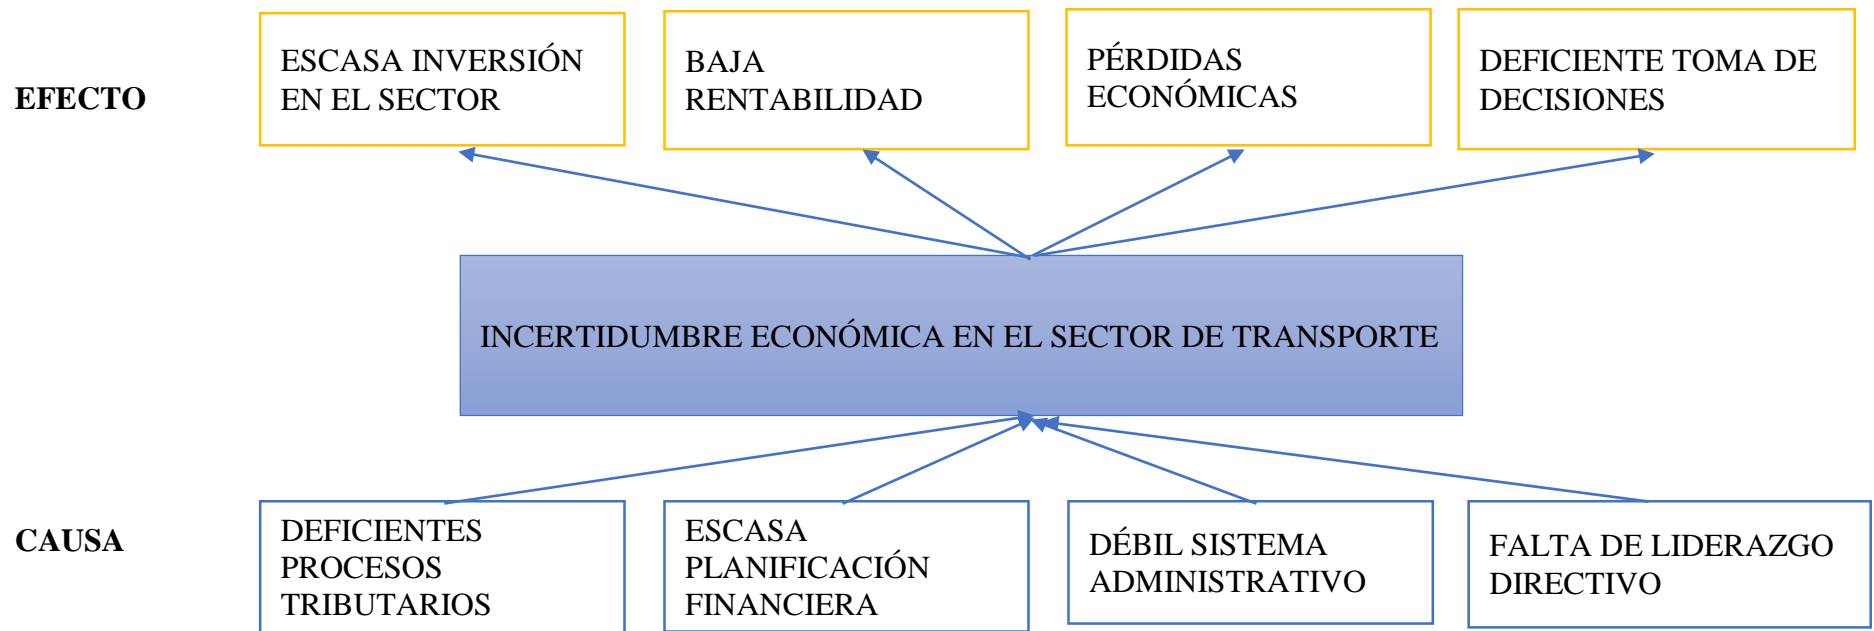 EFECTO
ESCASA INVERSIÓN
EN EL SECTOR
BAJA
RENTABILIDAD
PÉRDIDAS
ECONÓMICAS
DEFICIENTE TOMA DE
DECISIONES
INCERTIDUMBRE ECONÓMICA EN EL SECTOR DE TRANSPORTE
CAUSA
DEFICIENTES
PROCESOS
TRIBUTARIOS
ESCASA
PLANIFICACIÓN
FINANCIERA
DÉBIL SISTEMA
ADMINISTRATIVO
FALTA DE LIDERAZGO
DIRECTIVO